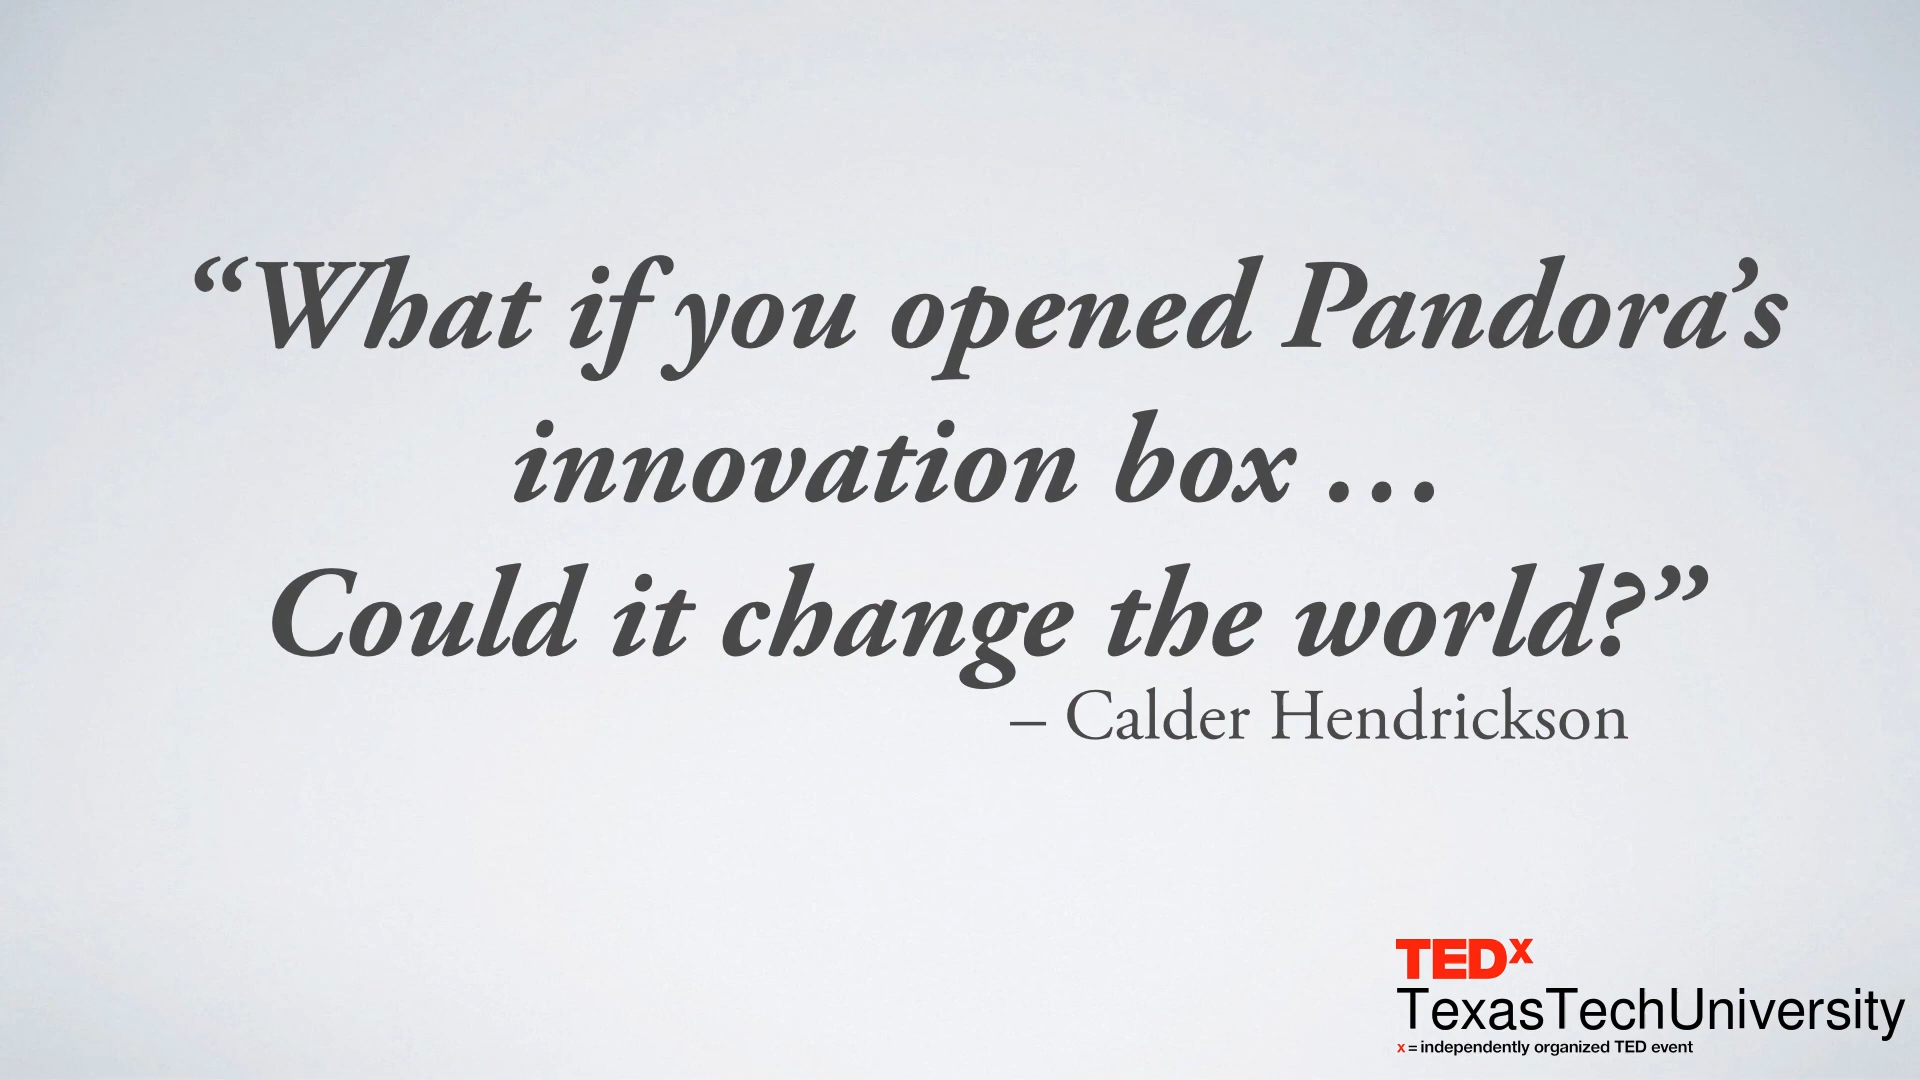 “What if you opened Pandora’s
innovation box …
Could it change the world?”
– Calder Hendrickson
TEDx
TexasTechUniversity
x = independently organized TED event